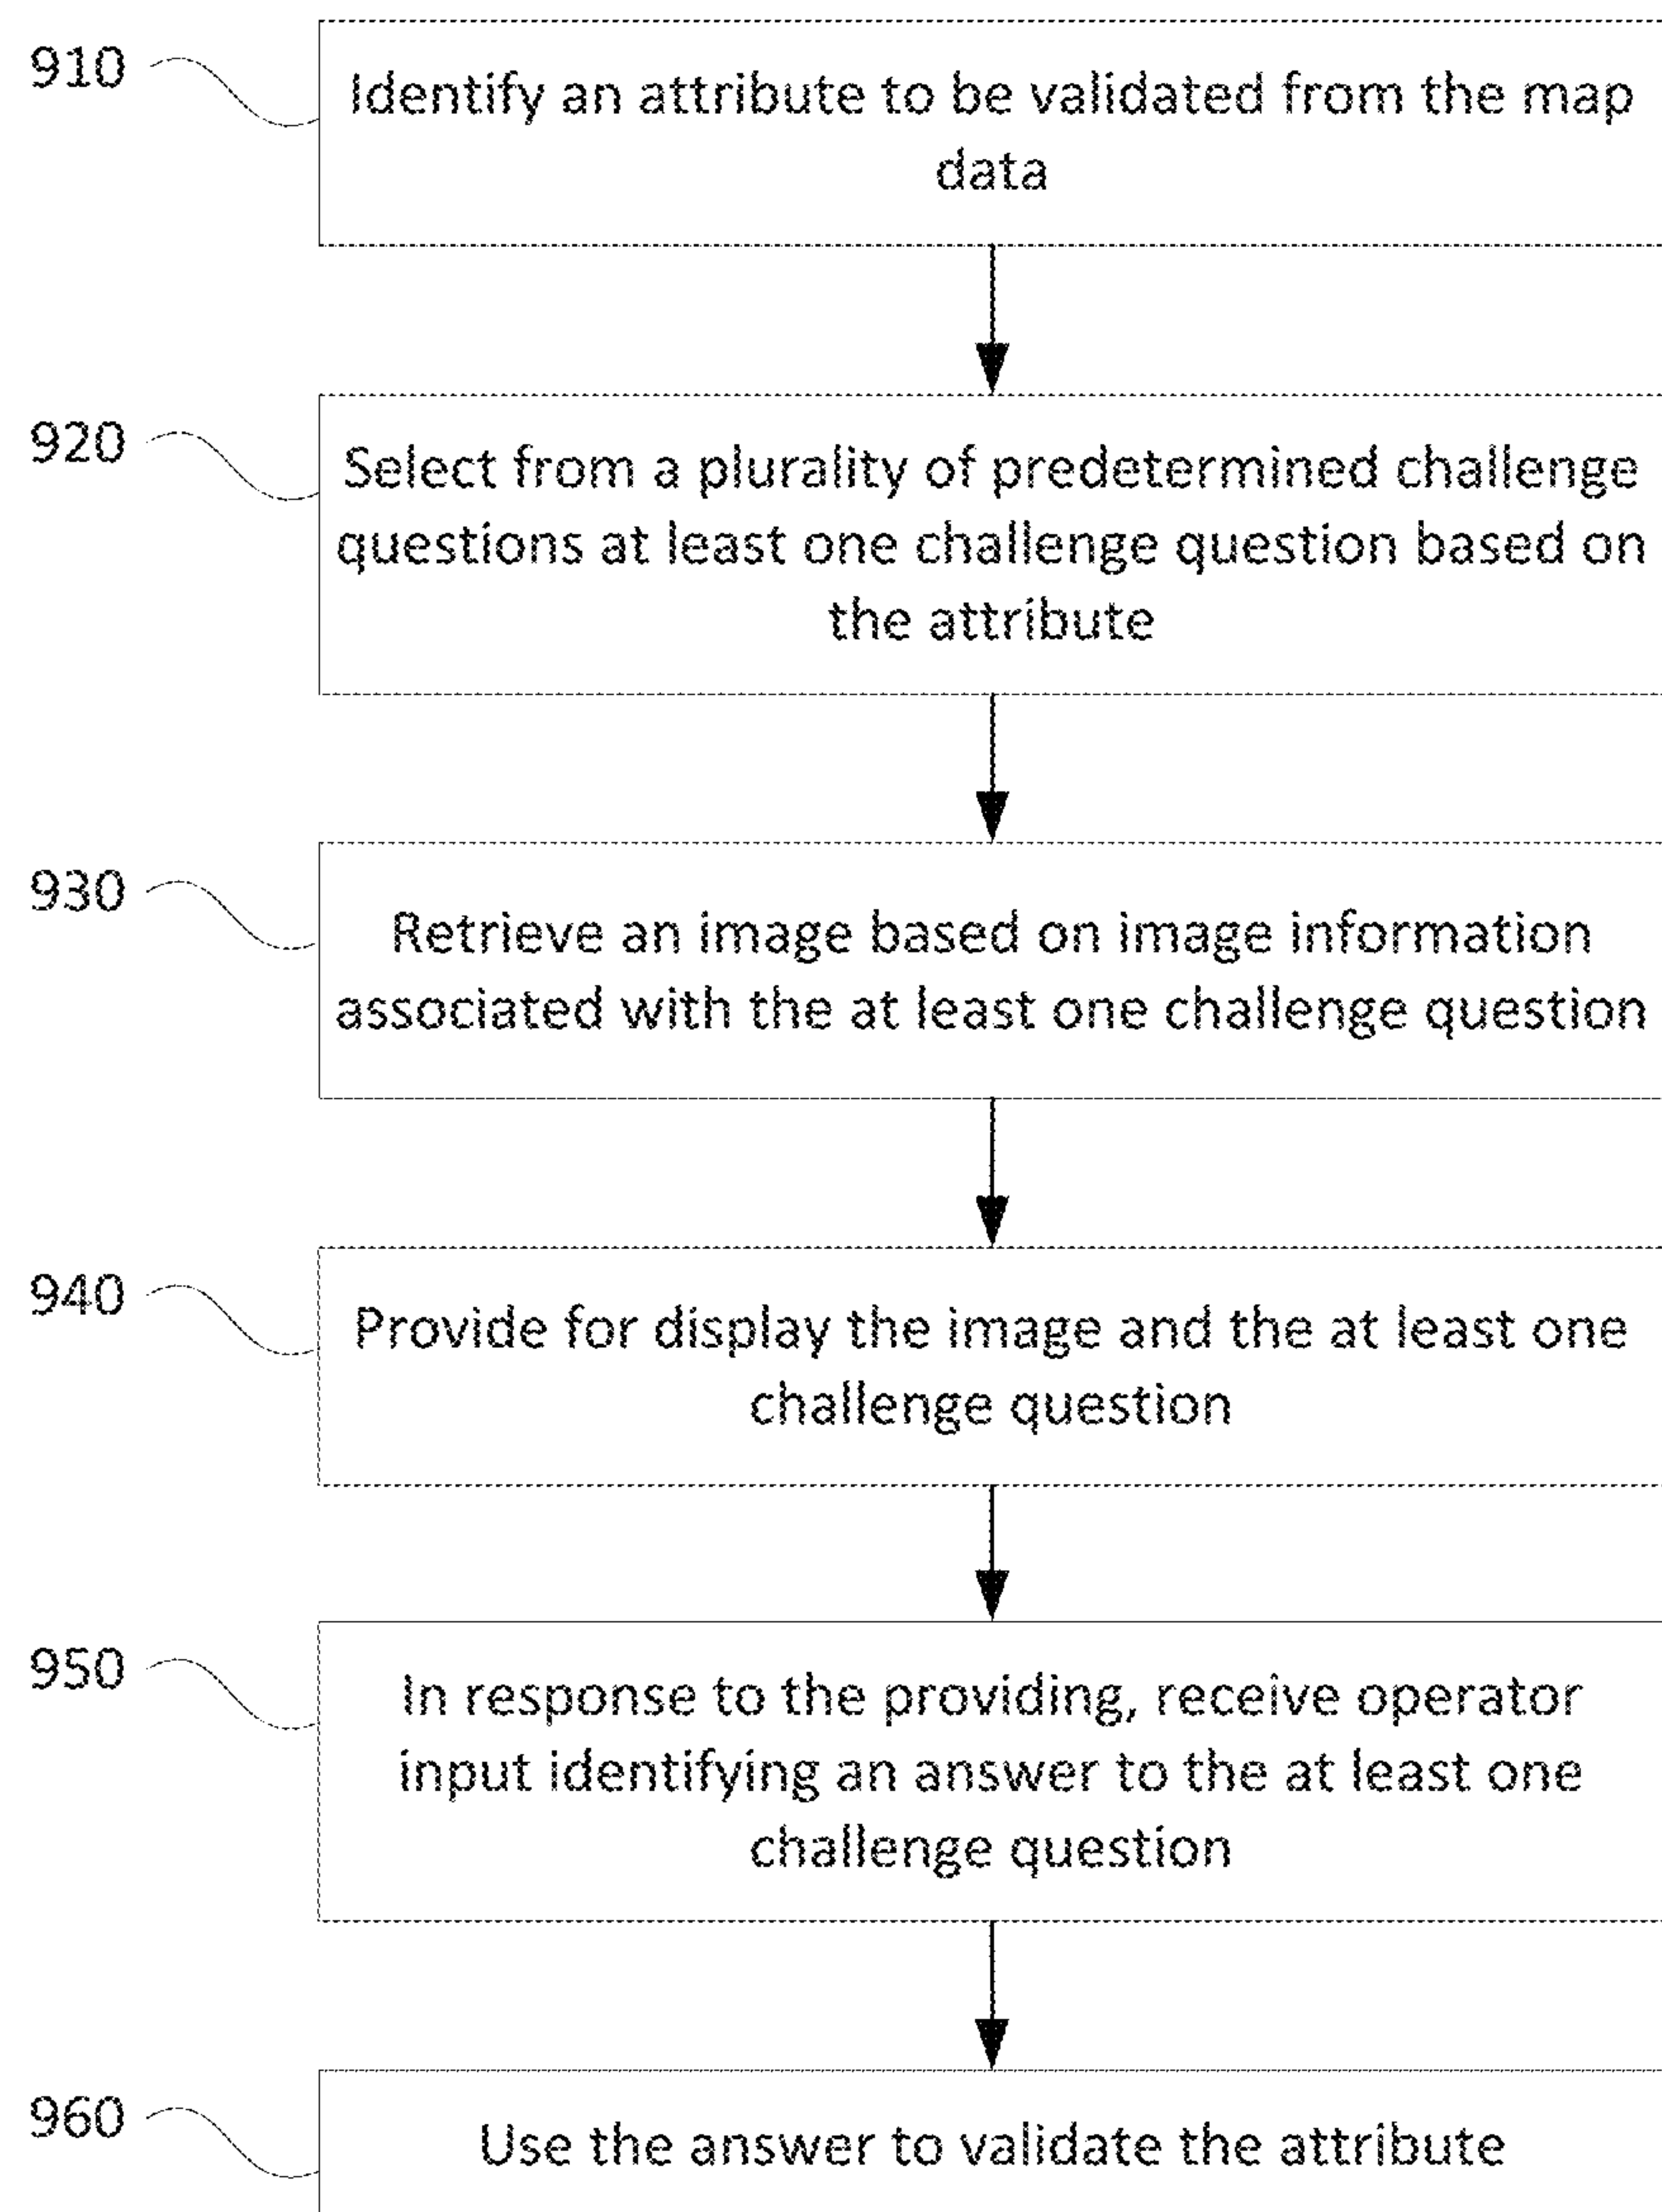 910
Identify an attribute to be validated from the map
data
920
Select from a plurality of predetermined challenge
questions at least one challenge question based on
the attribute
930
Retrieve an image based on image information
associated with the at least one challenge question
940
Provide for display the image and the at least one
challenge question
950
In response to the providing, receive operator
input identifying an answer to the at least one
challenge question
960
Use the answer to validate the attribute